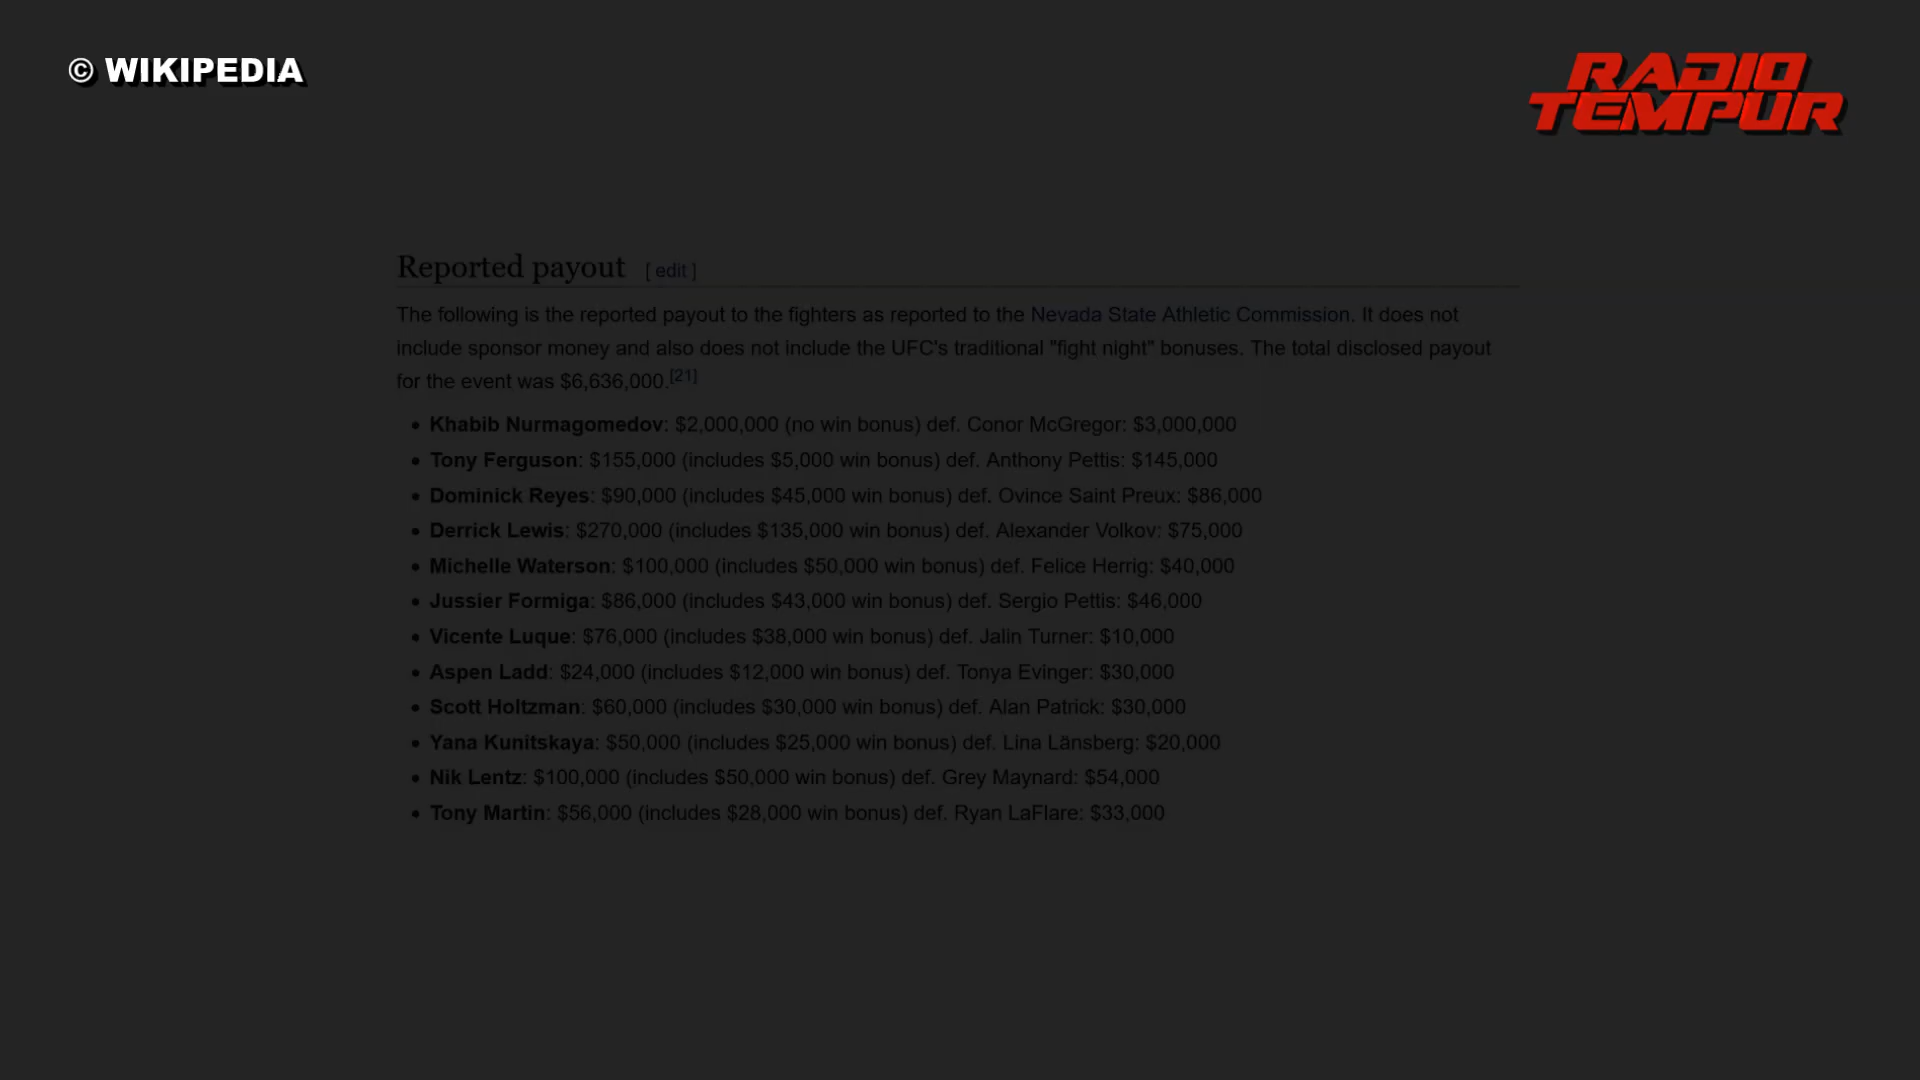 © WIKIPEDIA
RADIO
TEMPUR
Reported payout [ edit ]
The following is the reported payout to the fighters as reported to the Nevada State Athletic Commission. It does not
include sponsor money and also does not include the UFC's traditional "fight night" bonuses. The total disclosed payout
for the event was $6,636,000.[21]
• Khabib Nurmagomedov: $2,000,000 (no win bonus) def. Conor McGregor: $3,000,000
• Tony Ferguson: $155,000 (includes $5,000 win bonus) def. Anthony Pettis: $145,000
• Dominick Reyes: $90,000 (includes $45,000 win bonus) def. Ovince Saint Preux: $86,000
• Derrick Lewis: $270,000 (includes $135,000 win bonus) def. Alexander Volkov: $75,000
• Michelle Waterson: $100,000 (includes $50,000 win bonus) def. Felice Herrig: $40,000
• Jussier Formiga: $86,000 (includes $43,000 win bonus) def. Sergio Pettis: $46,000
• Vicente Luque: $76,000 (includes $38,000 win bonus) def. Jalin Turner: $10,000
• Aspen Ladd: $24,000 (includes $12,000 win bonus) def. Tonya Evinger: $30,000
• Scott Holtzman: $60,000 (includes $30,000 win bonus) def. Alan Patrick: $30,000
• Yana Kunitskaya: $50,000 (includes $25,000 win bonus) def. Lina Länsberg: $20,000
• Nik Lentz: $100,000 (includes $50,000 win bonus) def. Grey Maynard: $54,000
• Tony Martin: $56,000 (includes $28,000 win bonus) def. Ryan LaFlare: $33,000